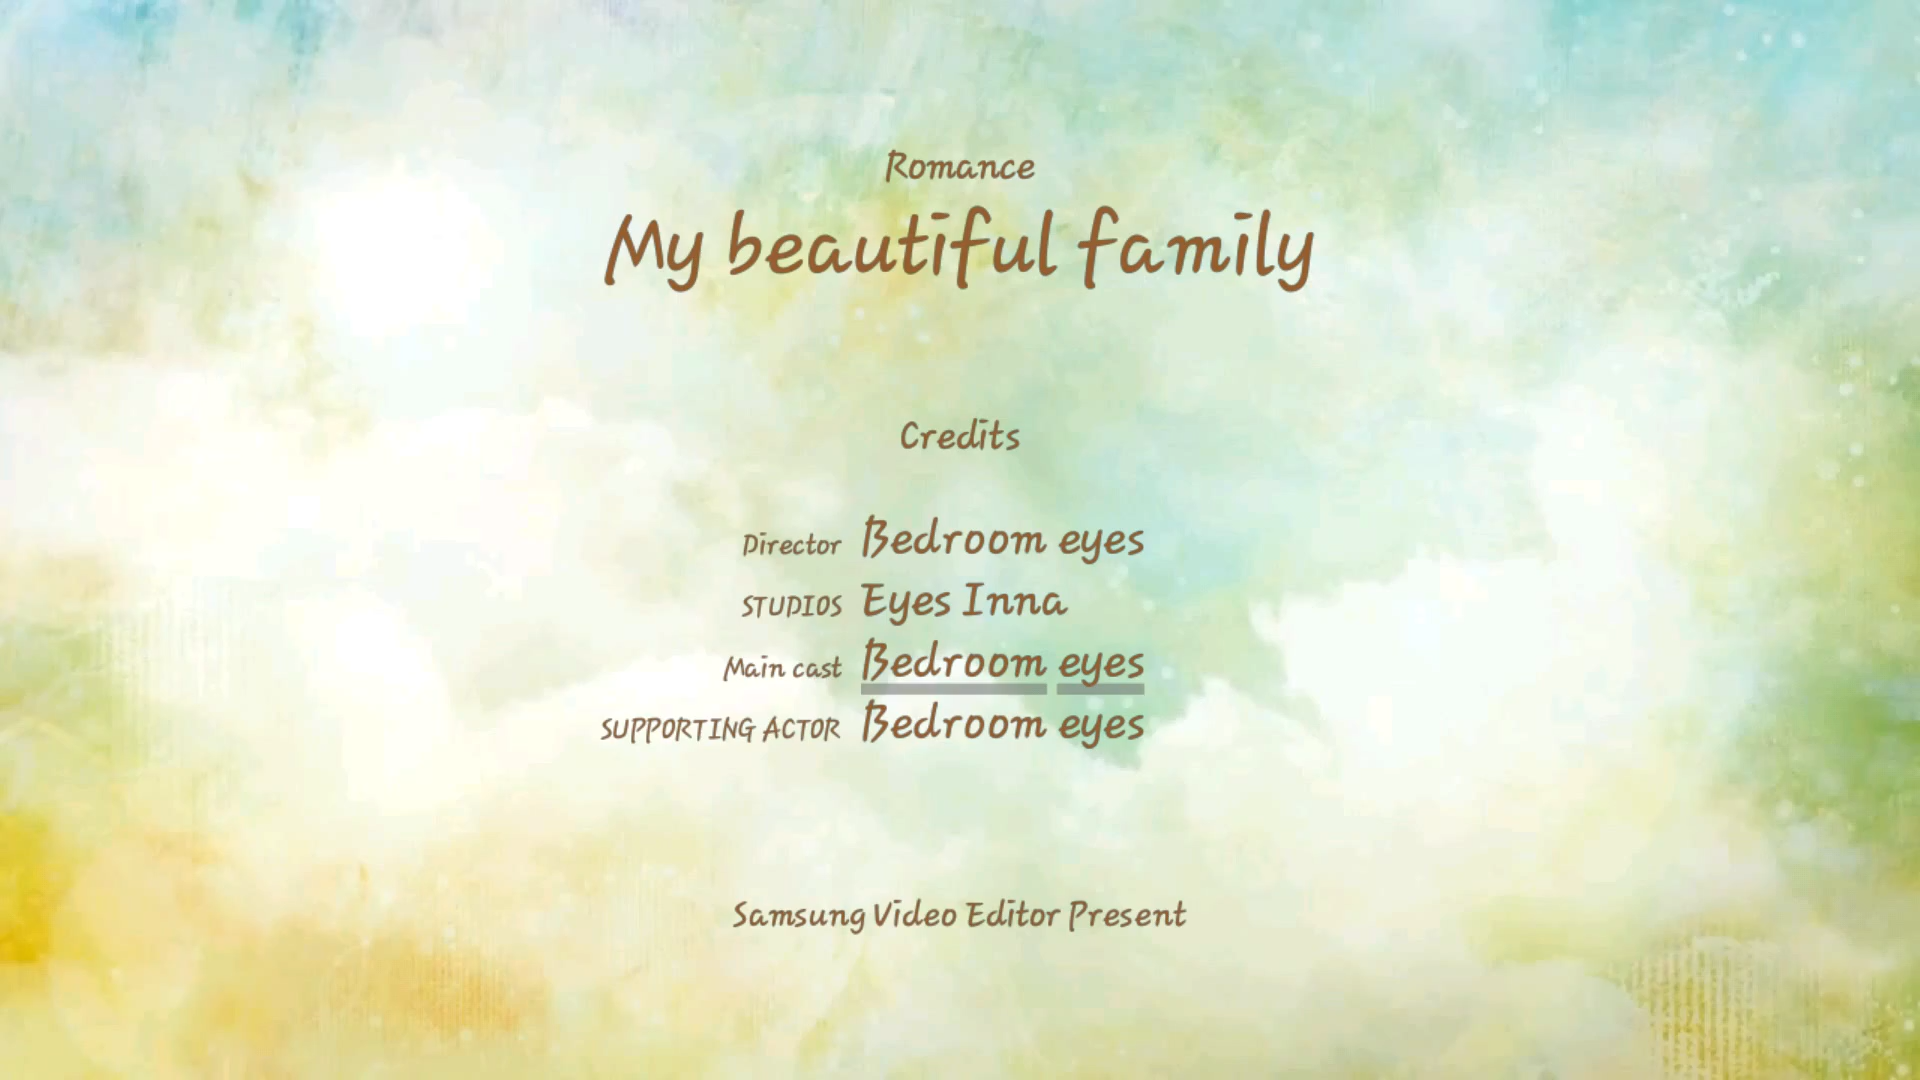 Romance
My beautiful family
Credits
Director Bedroom eyes
STUDIOS Eyes Inna
Main cast Bedroom eyes
SUPPORTING ACTOR Bedroom eyes
Samsung Video Editor Present